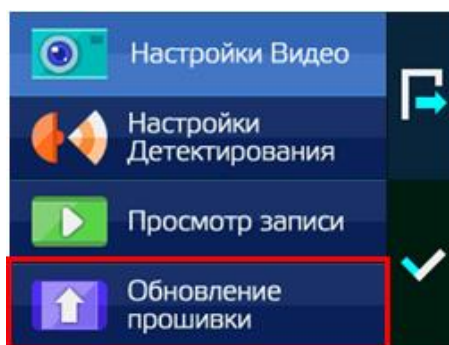 Настройки Видео
Настройки
Детектирования
Просмотр записи
Обновление
прошивки